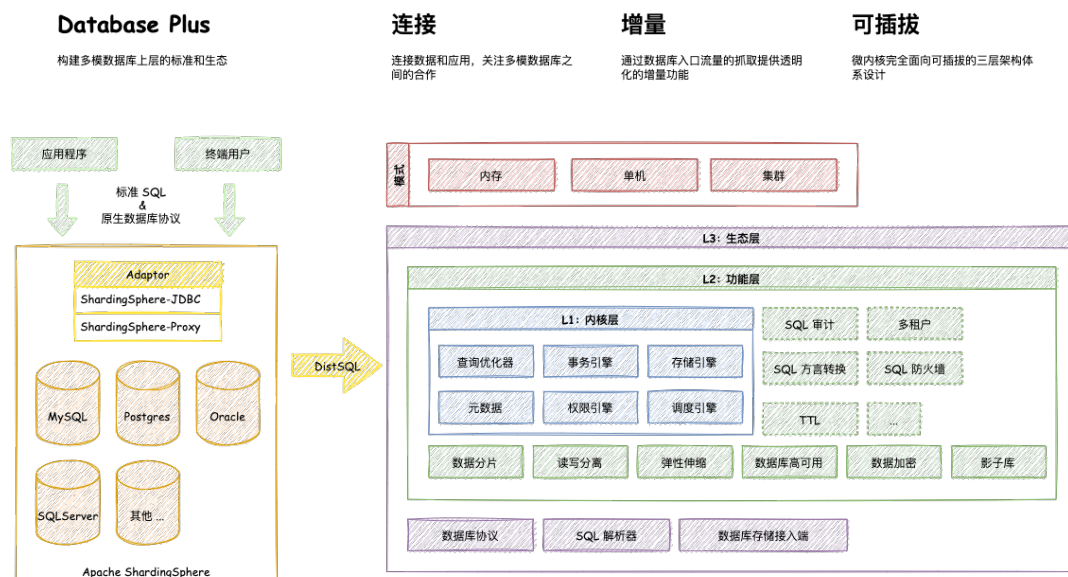 Database Plus
构建多模数据库上层的标准和生态
连接
连接数据和应用，关注多模数据库之
间的合作
增量
通过数据库入口流量的抓取提供透明
化的增量功能
可插拔
微内核完全面向可插拔的三层架构体
系设计
应用程序
终端用户
标准 SQL
&
原生数据库协议
Adaptor
ShardingSphere-JDBC
ShardingSphere-Proxy
MySQL
Postgres
Oracle
SQLServer
其他 ...
Apache ShardingSphere
DistSQL
模式
内存
单机
集群
L3：生态层
L2：功能层
L1：内核层
查询优化器
事务引擎
存储引擎
元数据
权限引擎
调度引擎
SQL 审计
多租户
SQL 方言转换
SQL 防火墙
TTL
...
数据分片
读写分离
弹性伸缩
数据库高可用
数据加密
影子库
数据库协议
SQL 解析器
数据库存储接入端